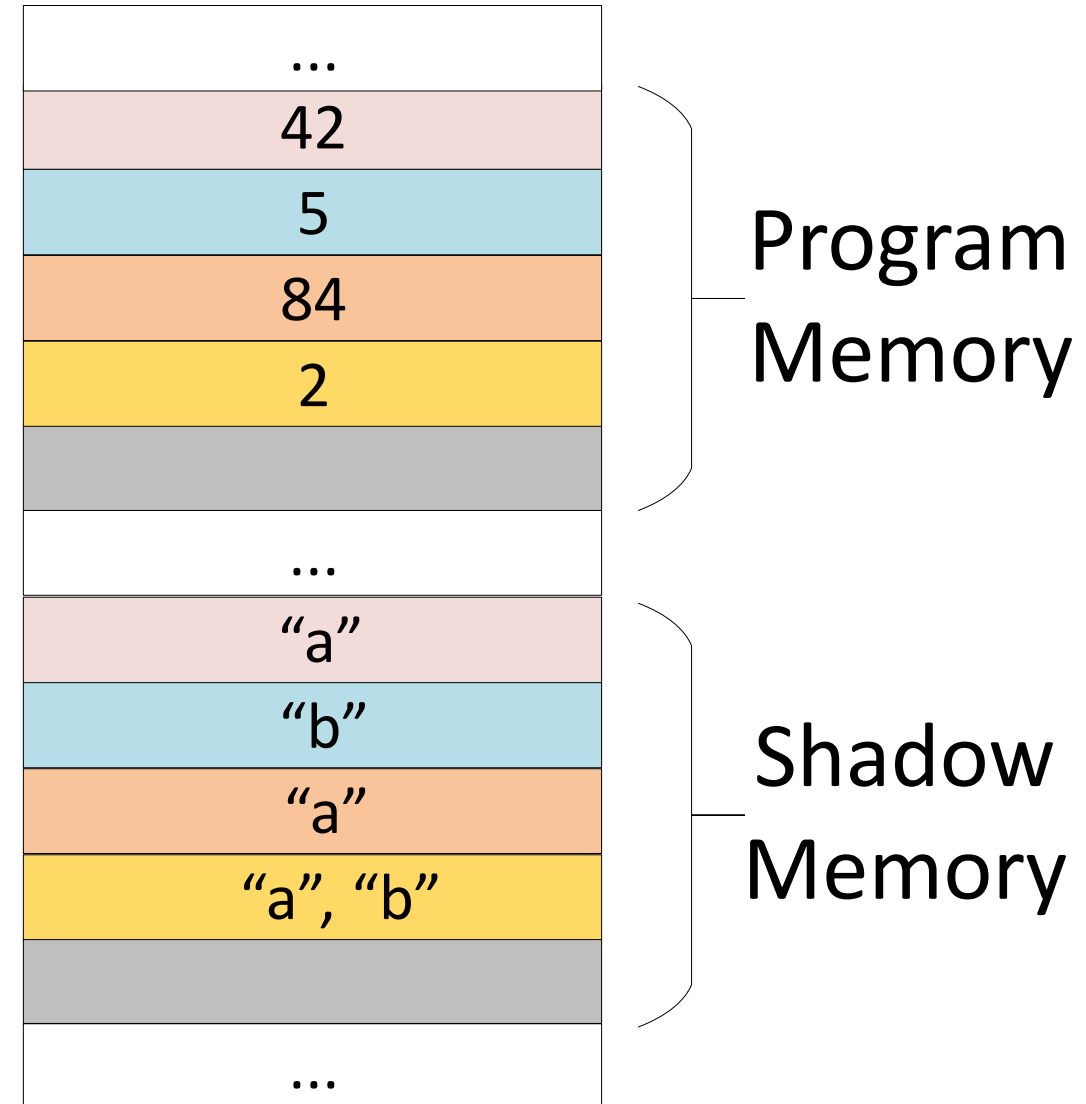 ...
42
5
84
2
Program
Memory
...
“a”
“b”
“a”
“a”, “b”
Shadow
Memory
...